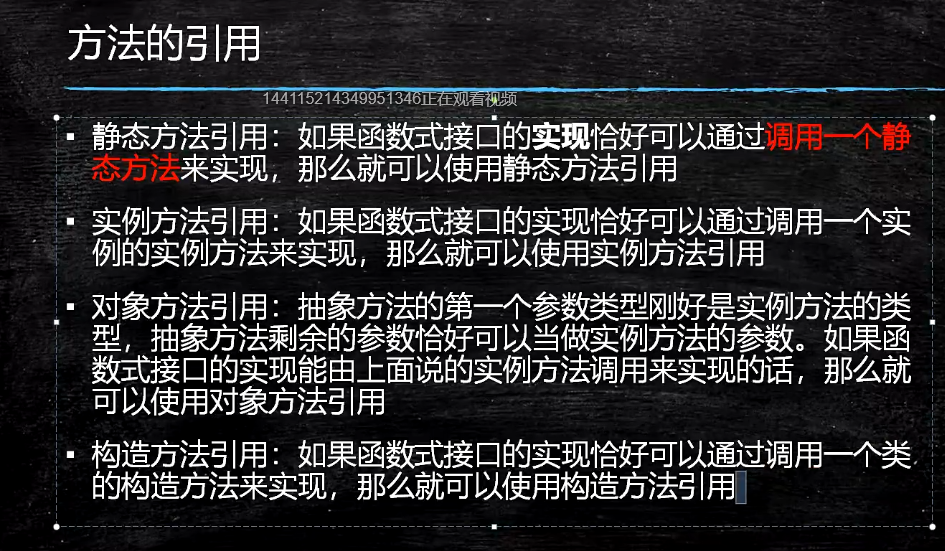 方法的引用
144115214349951346正在观看视频
静态方法引用：如果函数式接口的实现恰好可以通过调用一个静
态方法来实现，那么就可以使用静态方法引用
实例方法引用：如果函数式接口的实现恰好可以通过调用一个实
例的实例方法来实现，那么就可以使用实例方法引用
对象方法引用：抽象方法的第一个参数类型刚好是实例方法的类
型，抽象方法剩余的参数恰好可以当做实例方法的参数。如果函
数式接口的实现能由上面说的实例方法调用来实现的话，那么就
可以使用对象方法引用
构造方法引用：如果函数式接口的实现恰好可以通过调用一个类
的构造方法来实现，那么就可以使用构造方法引用